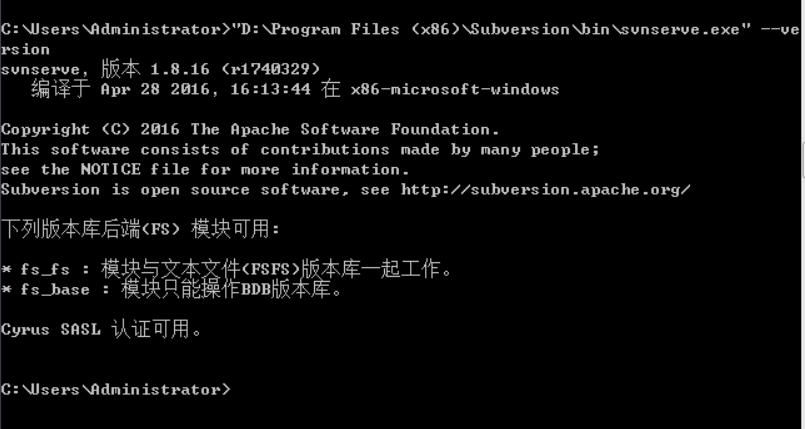 C:\Users\Administrator>"D:\Program Files (x86)\Subversion\bin\svnserve.exe" --ve
rsion
svnserve, 版本 1.8.16 (r1740329)
   编译于 Apr 28 2016, 16:13:44 在 x86-microsoft-windows
Copyright (C) 2016 The Apache Software Foundation.
This software consists of contributions made by many people;
see the NOTICE file for more information.
Subversion is open source software, see http://subversion.apache.org/
下列版本库后端(FS) 模块可用:
* fs_fs : 模块与文本文件(FSFS)版本库一起工作。
* fs_base : 模块只能操作BDB版本库。
Cyrus SASL 认证可用。
C:\Users\Administrator>